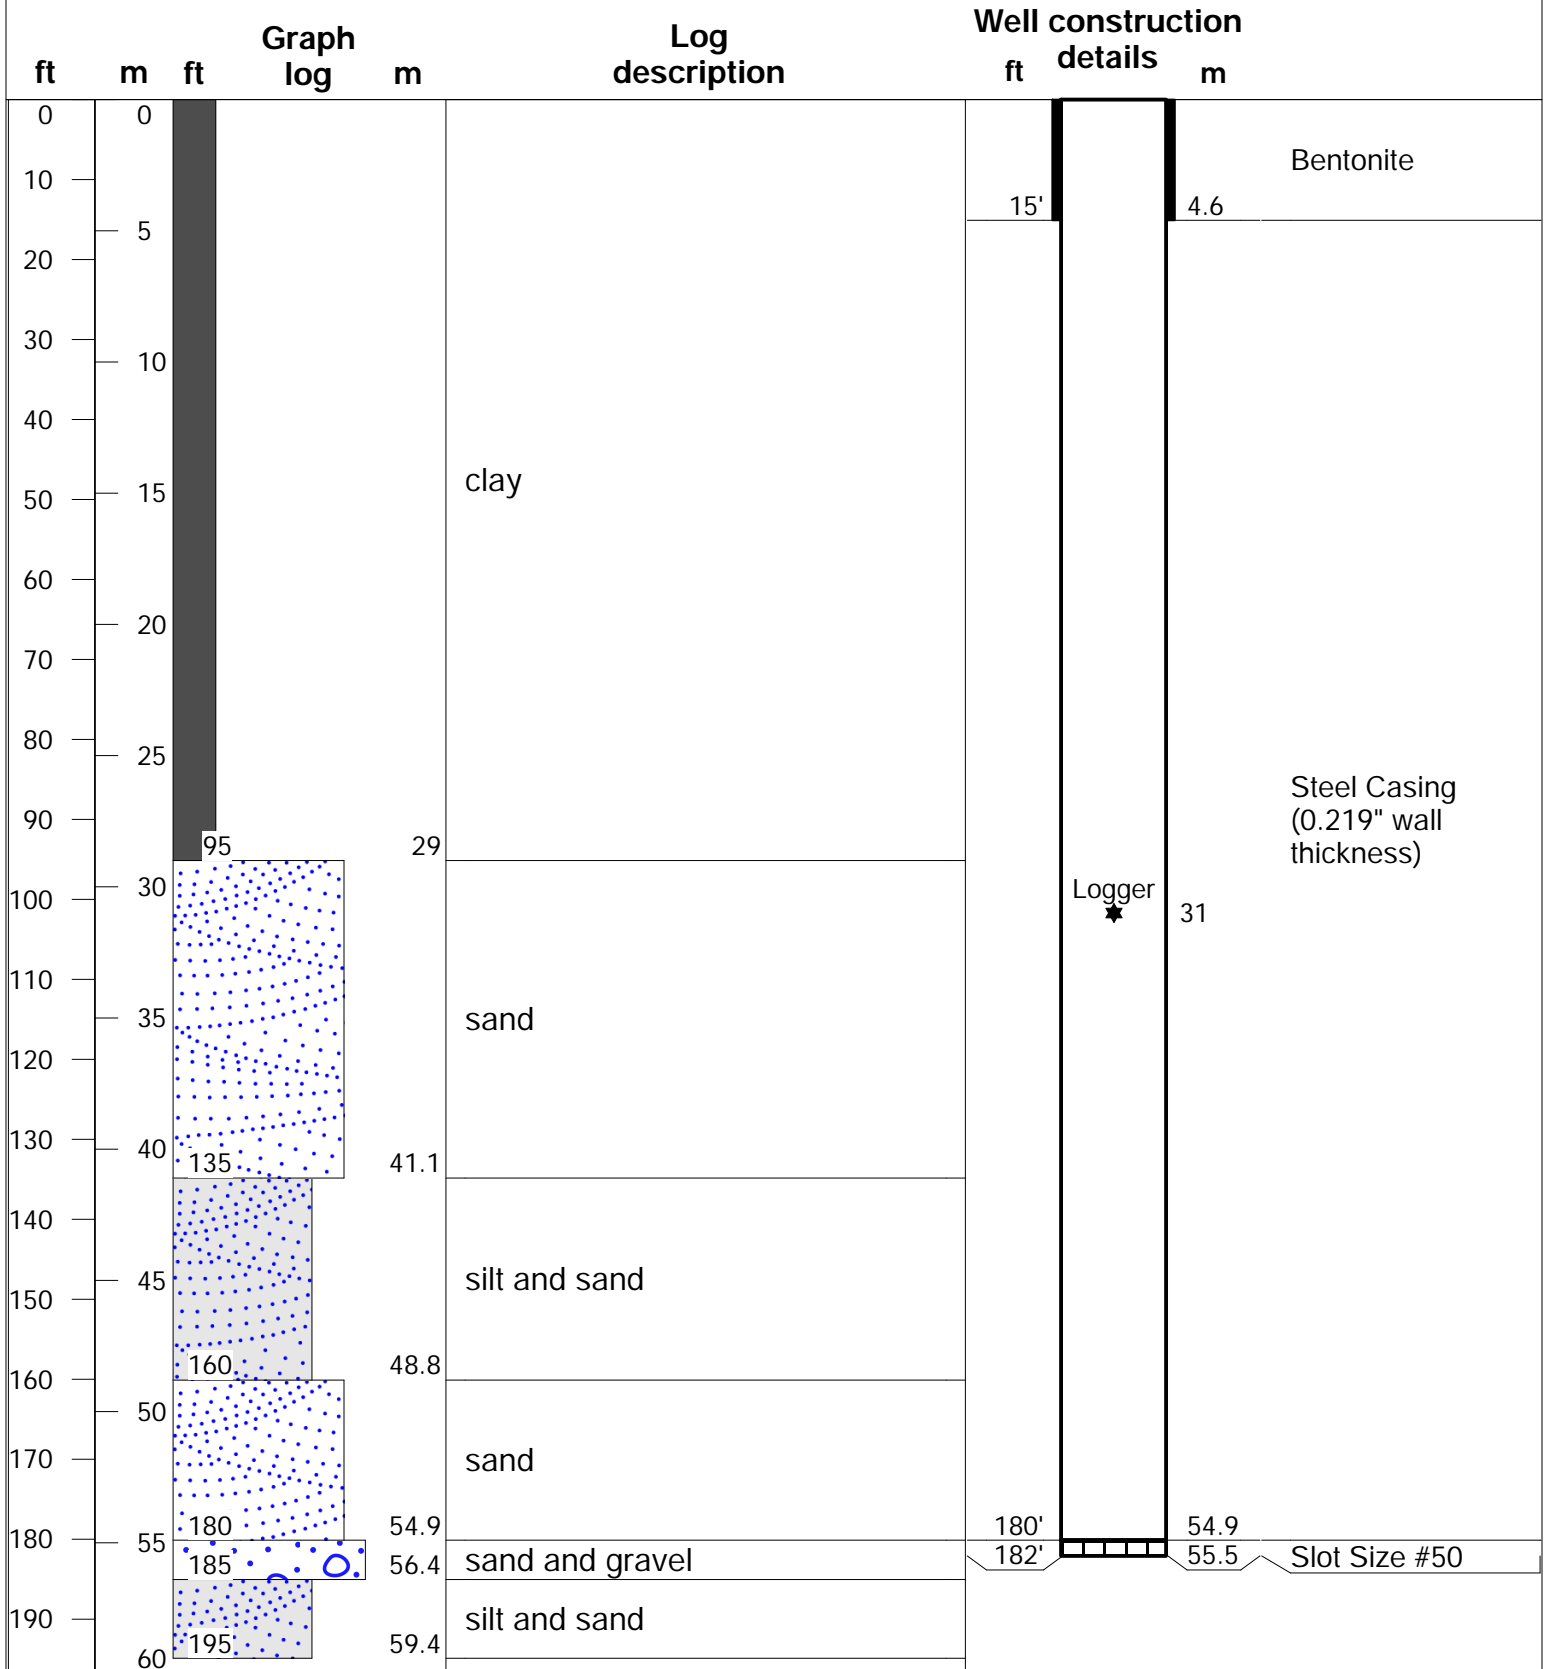 Graph
log
Log
description
Well construction
details
ft m ft m ft m
0 0
Bentonite
10
15' 4.6
5
20
30
10
40
clay
15
50
60
20
70
80
25
Steel Casing
(0.219" wall
thickness)
90
95 29
30
100
Logger
31
110
35
sand
120
130
40
135 41.1
140
45
silt and sand
150
160 48.8
160
50
170
sand
180 54.9
180' 54.9
180
55
185 56.4
sand and gravel
182' 55.5
Slot Size #50
190
silt and sand
195 59.4
60